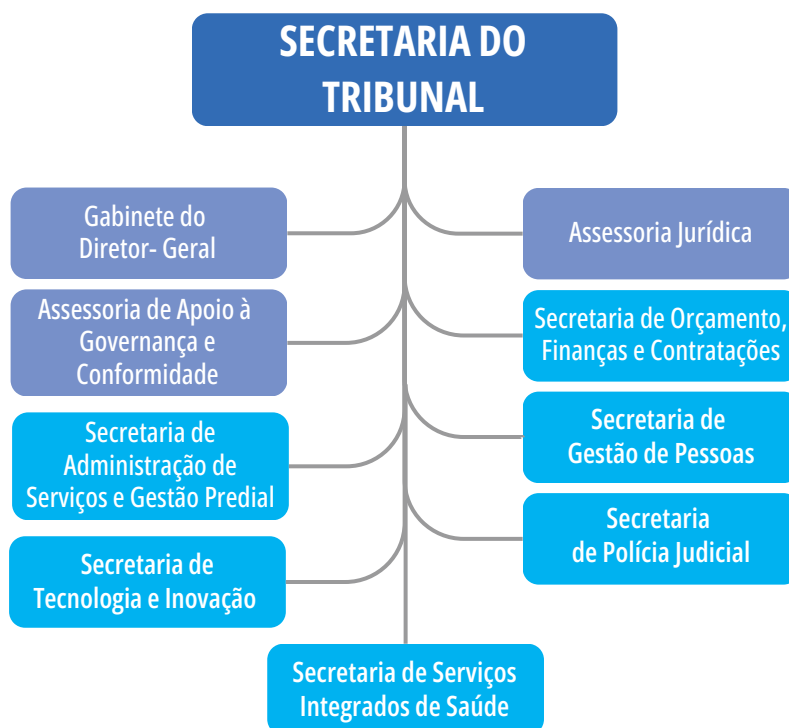 SECRETARIA DO
TRIBUNAL
Gabinete do
Diretor- Geral
Assessoria Jurídica
Assessoria de Apoio à
Governança e
Conformidade
Secretaria de Orçamento,
Finanças e Contratações
Secretaria de
Administração de
Serviços e Gestão Predial
Secretaria de
Gestão de Pessoas
Secretaria de
Tecnologia e Inovação
Secretaria
de Polícia Judicial
Secretaria de Serviços
Integrados de Saúde